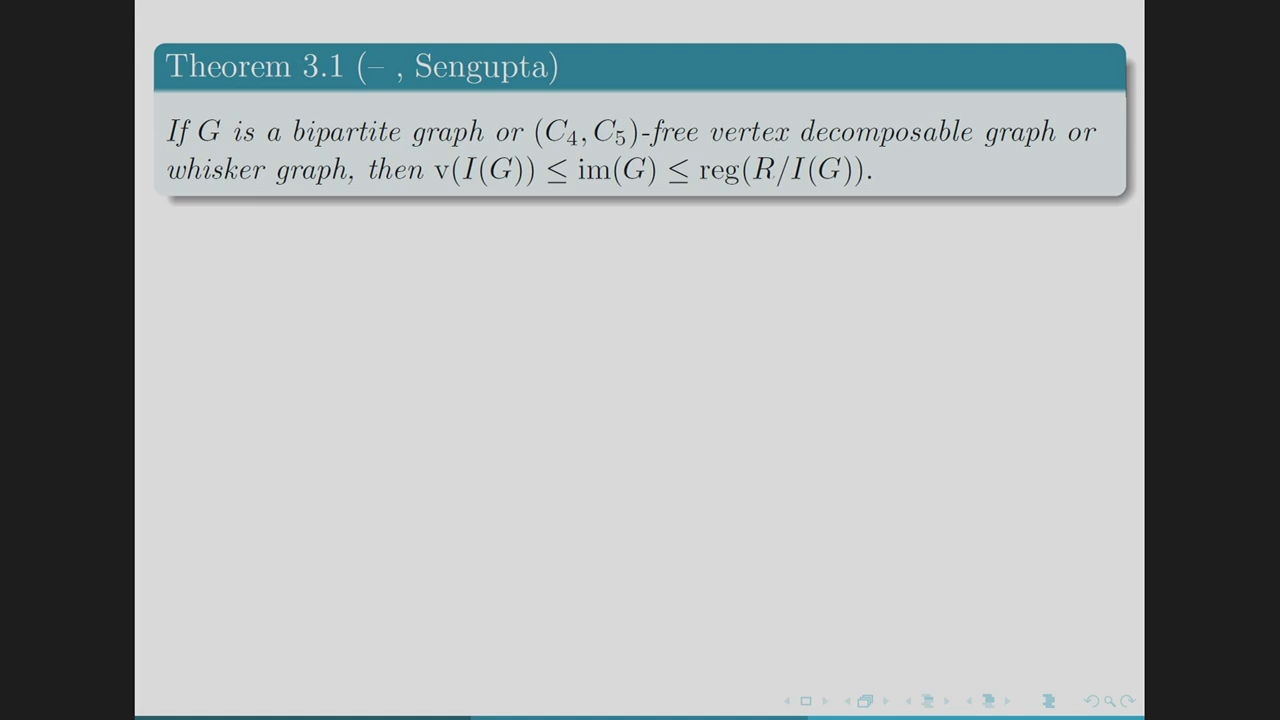 Theorem 3.1 (– , Sengupta)
If G is a bipartite graph or (C₄, C₅)-free vertex decomposable graph or
whisker graph, then v(I(G)) ≤ im(G) ≤ reg(R/I(G)).